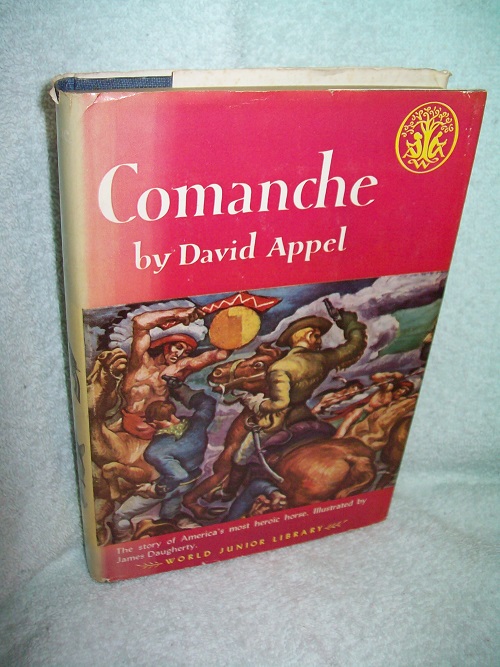 Comanche
by David Appel
The story of America's most heroic horse. Illustrated by
James Daugherty.
WORLD JUNIOR LIBRARY
W